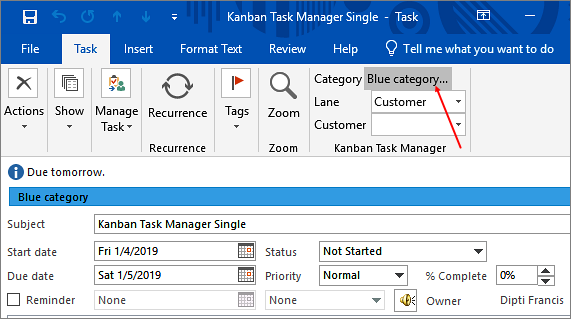 Kanban Task Manager Single - Task
File Task Insert Format Text Review Help Tell me what you want to do
Actions
Show
Manage Task
Recurrence
Tags
Zoom
Category Blue category...
Lane Customer
Customer
Recurrence Zoom Kanban Task Manager
Due tomorrow.
Blue category
Subject Kanban Task Manager Single
Start date Fri 1/4/2019 Status Not Started
Due date Sat 1/5/2019 Priority Normal % Complete 0%
Reminder None None Owner Dipti Francis